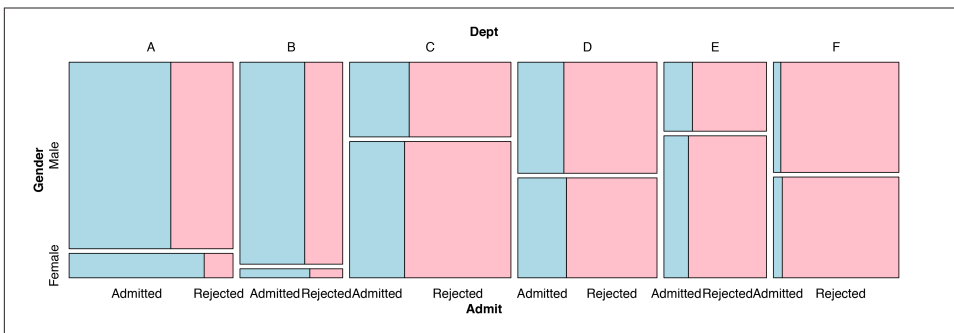 Dept
A B C D E F
Gender
Male
Female
Admitted Rejected Admitted Rejected Admitted Rejected Admitted Rejected Admitted Rejected Admitted Rejected
Admit